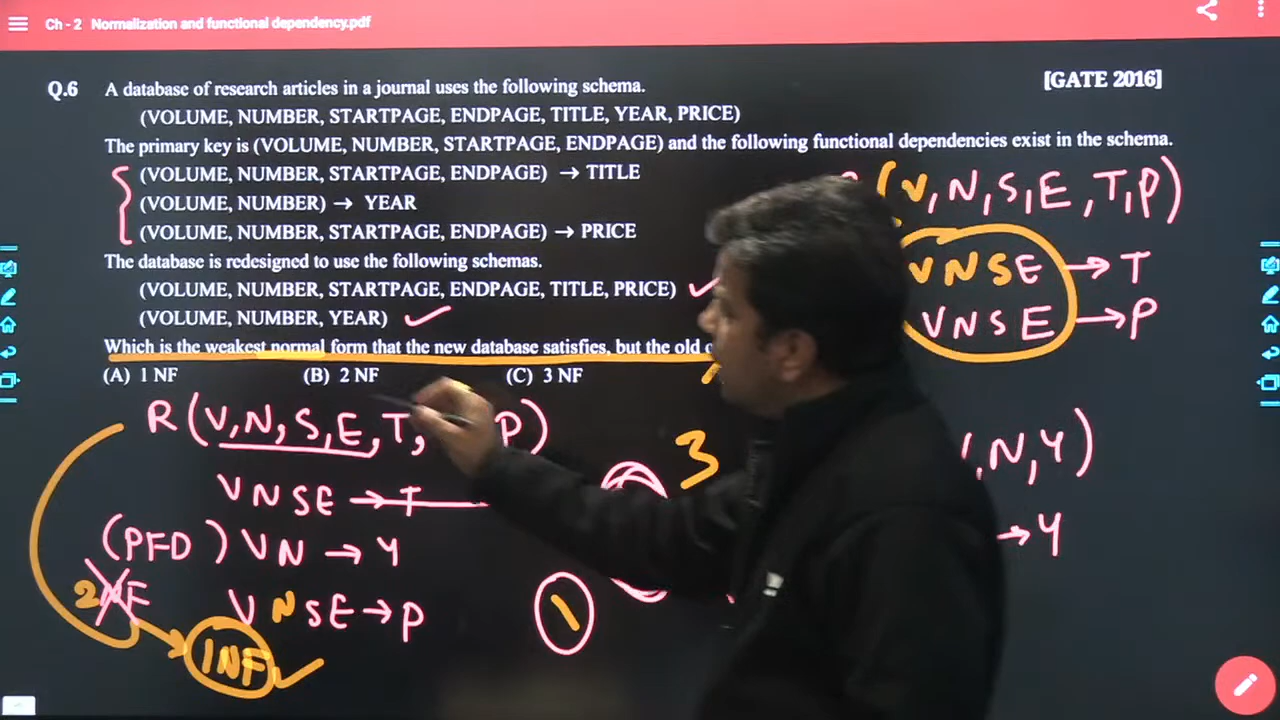 Ch - 2 Normalization and functional dependency.pdf
Q.6 A database of research articles in a journal uses the following schema. [GATE 2016]
(VOLUME, NUMBER, STARTPAGE, ENDPAGE, TITLE, YEAR, PRICE)
The primary key is (VOLUME, NUMBER, STARTPAGE, ENDPAGE) and the following functional dependencies exist in the schema.
(VOLUME, NUMBER, STARTPAGE, ENDPAGE) → TITLE
(VOLUME, NUMBER) → YEAR
(VOLUME, NUMBER, STARTPAGE, ENDPAGE) → PRICE
The database is redesigned to use the following schemas.
(VOLUME, NUMBER, STARTPAGE, ENDPAGE, TITLE, PRICE)
(VOLUME, NUMBER, YEAR)
Which is the weakest normal form that the new database satisfies, but the old
(A) 1 NF (B) 2 NF (C) 3 NF
R (V, N, S, E, T, P)
VNSE → T
(PFD) VN → Y
2NF VNSE → P
1NF
1
3
(V, N, S, E, T, P)
VNSE → T
VNSE → P
, N, Y)
→ Y